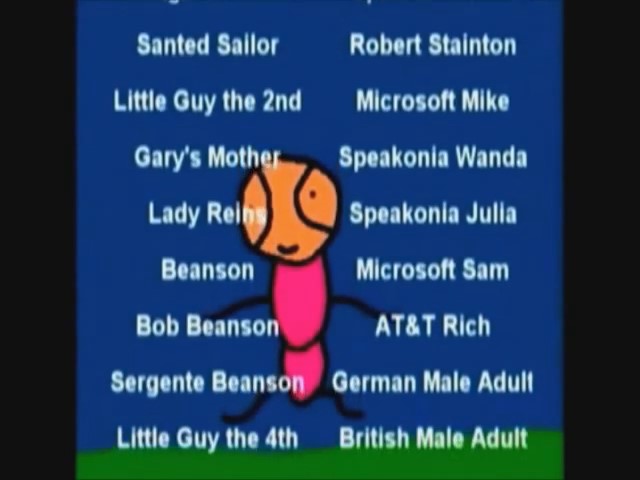 Santed Sailor Robert Stainton
Little Guy the 2nd Microsoft Mike
Gary's Mother Speakonia Wanda
Lady Reins Speakonia Julia
Beanson Microsoft Sam
Bob Beanson AT&T Rich
Sergente Beanson German Male Adult
Little Guy the 4th British Male Adult